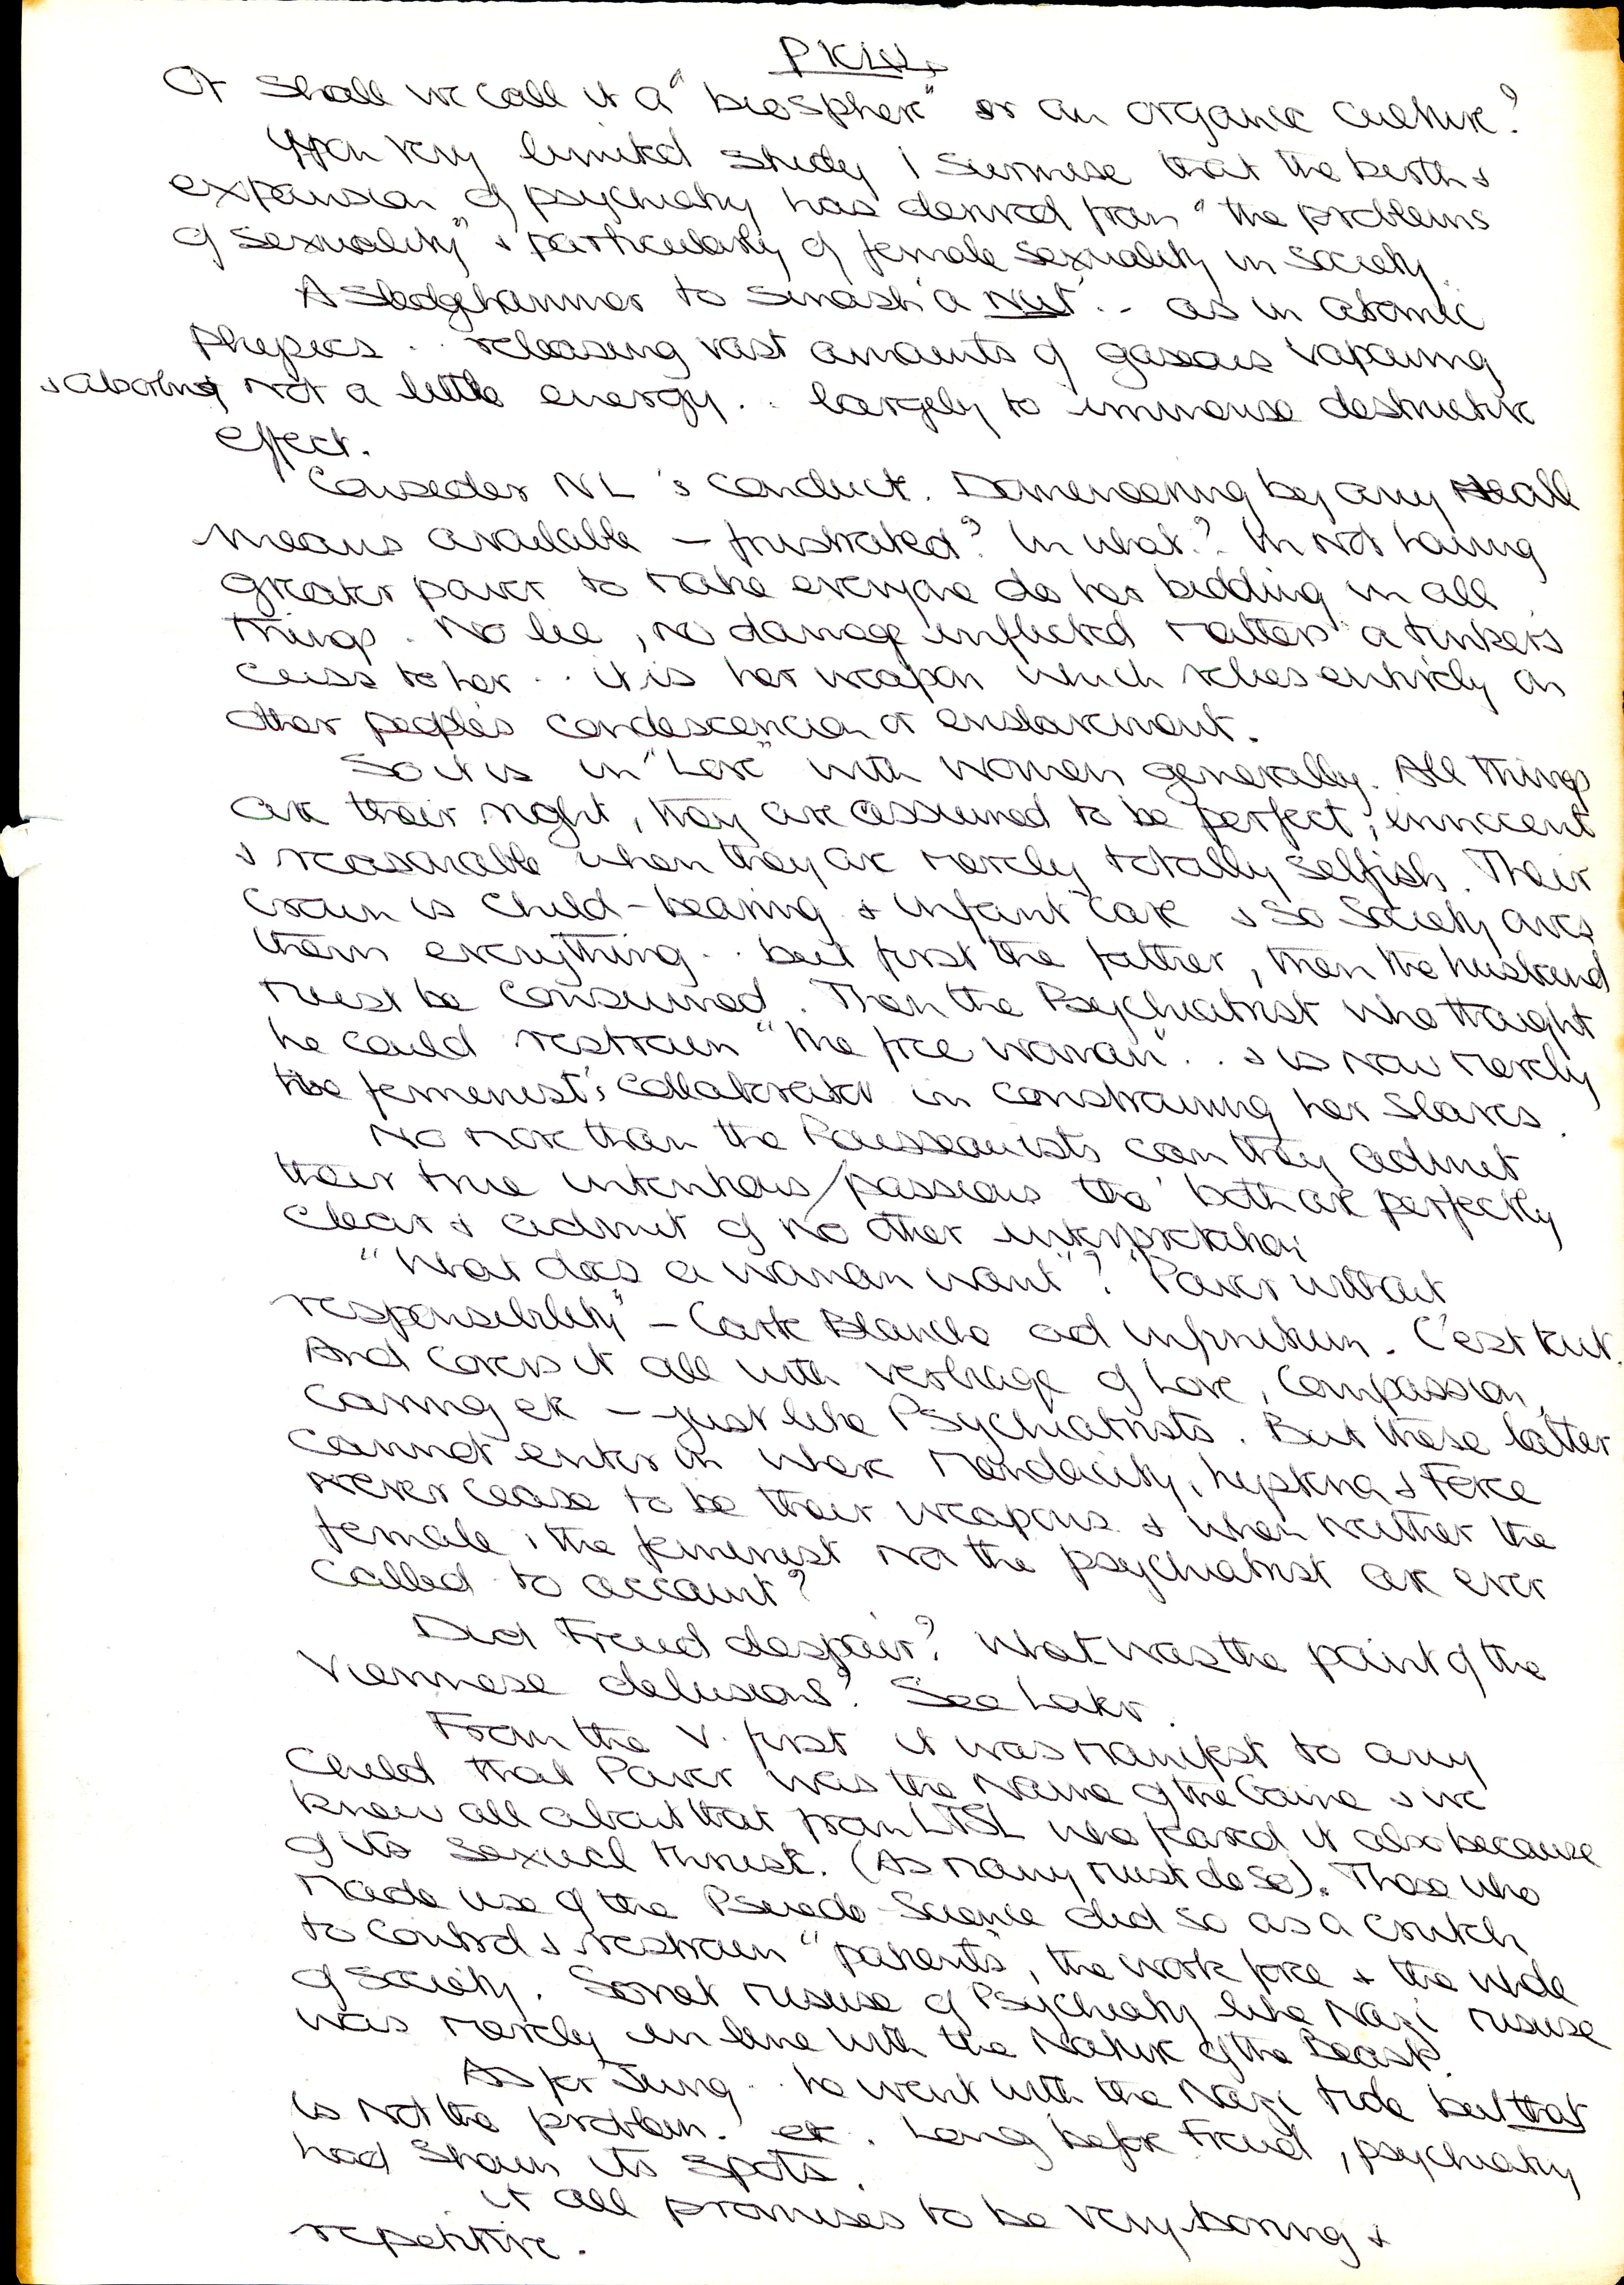 PKIV.
Or shall we call it a "biosphere" or an organic culture?
Upon very limited study I surmise that the birth &
expansion of psychiatry has derived from "the problems
of sexuality" & particularly of female sexuality in society.
A sledgehammer to smash a Nut .. as in atomic
physics .. releasing vast amounts of gaseous vapouring
& absorbing not a little energy .. largely to immense destructive
effect.
Consider NL's conduct. Domineering by any & all
means available – frustrated? In what? In not having
greater power to make everyone do her bidding in all
things. No lie, no damage inflicted matters a tinker's
cuss to her .. it is her weapon which relies entirely on
other people's condescencion or enslavement.
So it is in "Love" with women generally. All things
are their right, they are assumed to be perfect, innocent
& reasonable when they are merely totally selfish. Their
crown is child-bearing & infant care & so society owes
them everything .. but first the father, then the husband
must be consumed. Then the Psychiatrist who thought
he could restrain "the free woman" .. & is now merely
the femenist's collaborator in constraining her slaves.
No more than the Rousseauists can they admit
their true intentions/passions tho' both are perfectly
clear & admit of no other interpretation
"What does a woman want"? "Power without
responsibility" – Carte Blanche ad infinitum. C'est tout.
And covers it all with verbiage of love, compassion,
caring etc – just like Psychiatrists. But these latter
cannot enter in where mendacity, hysteria & Force
never cease to be their weapons & when neither the
female, the feminist nor the psychiatrist are ever
called to account?
Did Freud despair? What was the point of the
Viennese delusions? See Later.
From the v. first it was manifest to any
child that Power was the Name of the Game & we
knew all about that from LTSL who feared it also because
of its sexual thrust. (As many must do so). Those who
made use of the Pseudo-Science did so as a crutch
to control & restrain "patients", the work force & the whole
of society. Soviet misuse of Psychiatry like Nazi misuse
was merely in line with the Nature of the Beast.
As for Jung .. he went with the Nazi tide but that
is not the problem. etc. Long before Freud, psychiatry
had shown its spots.
It all promises to be very boring &
repetitive.